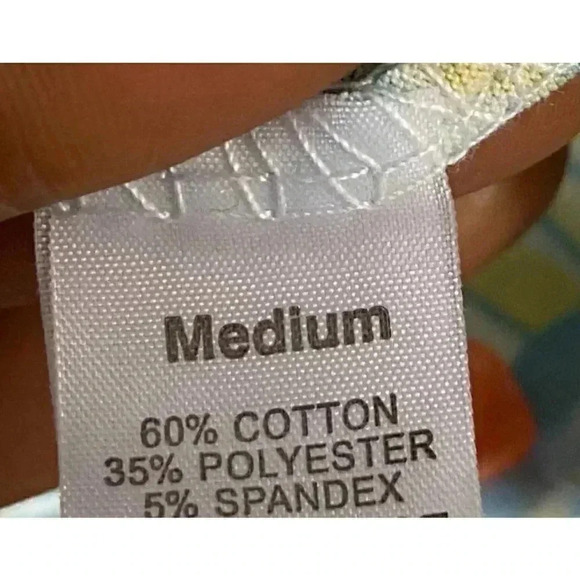 Medium
60% COTTON
35% POLYESTER
5% SPANDEX